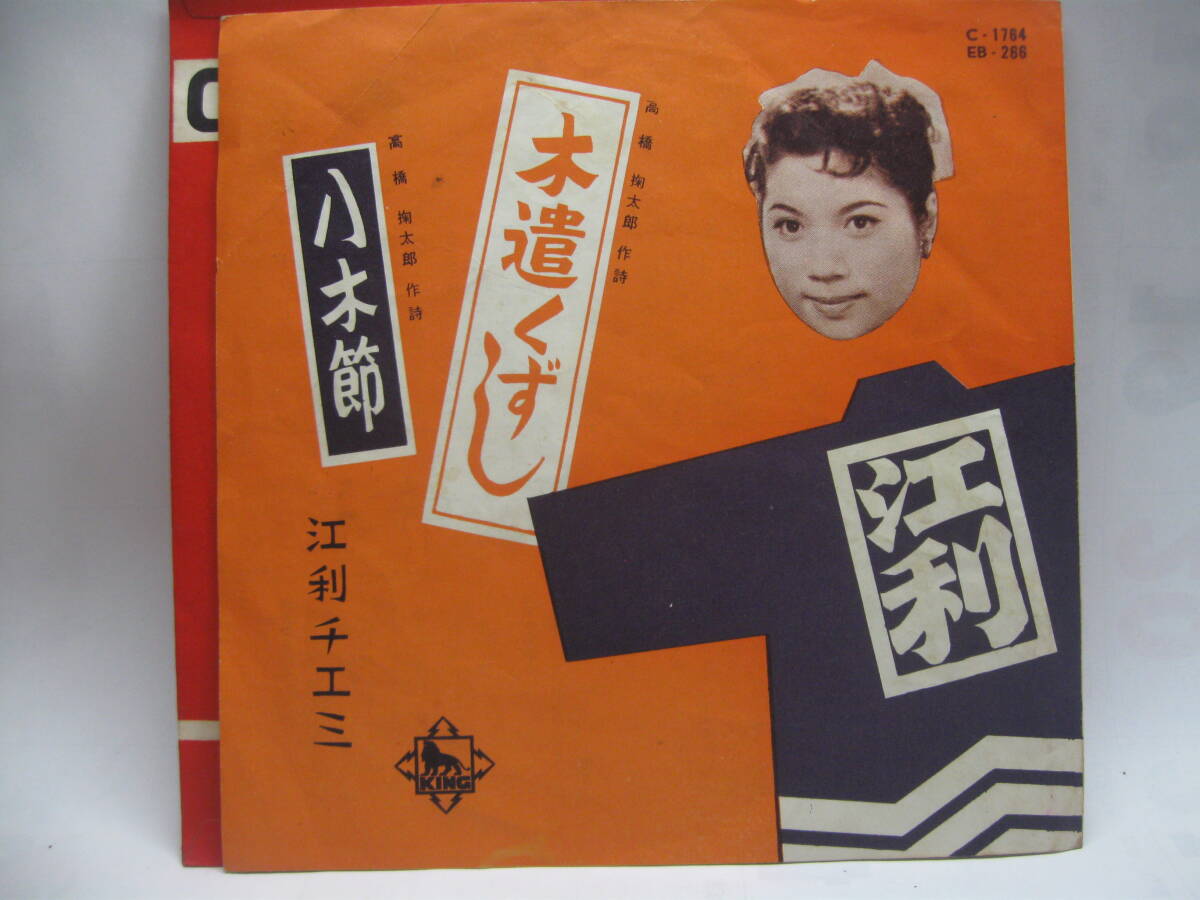 C-1764
EB-266
高橋掬太郎 作詩
木遣くずし
高橋掬太郎 作詩
八木節
江利チエミ
江利
KING